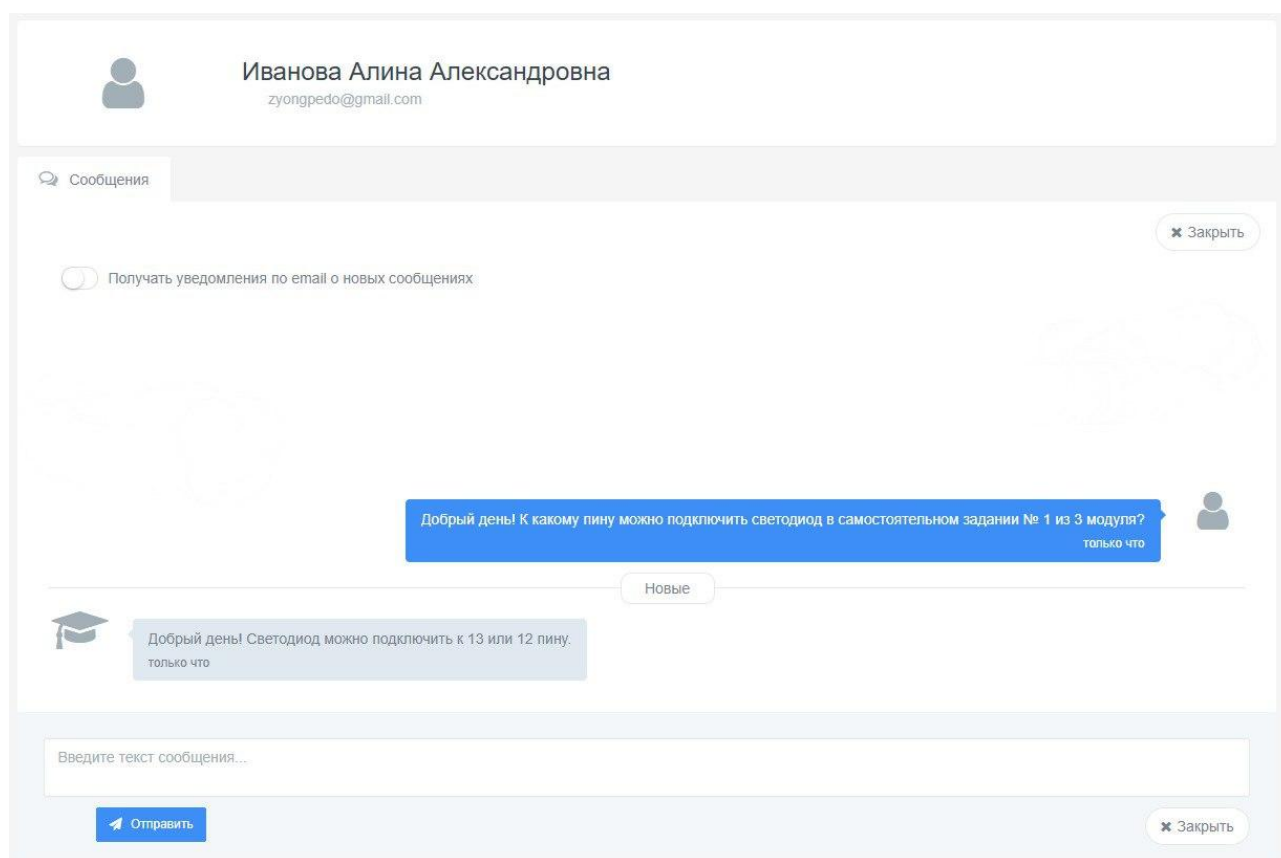 Иванова Алина Александровна
zyongpedo@gmail.com
Сообщения
Закрыть
Получать уведомления по email о новых сообщениях
Добрый день! К какому пину можно подключить светодиод в самостоятельном задании № 1 из 3 модуля?
только что
Новые
Добрый день! Светодиод можно подключить к 13 или 12 пину.
только что
Введите текст сообщения...
Отправить
Закрыть